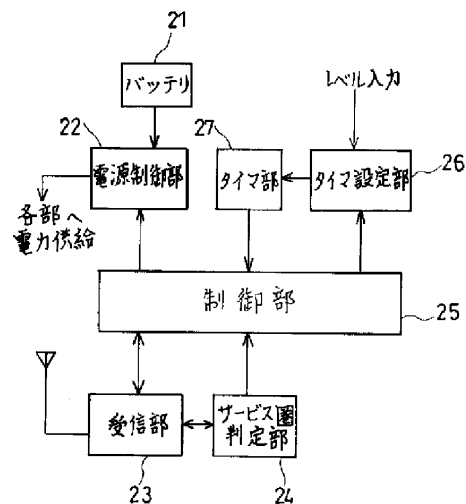 21
バッテリ
レベル入力
22
27
電源制御部
タイマ部
タイマ設定部
26
各部へ
電力供給
制御部
25
受信部
サービス圏
判定部
23
24